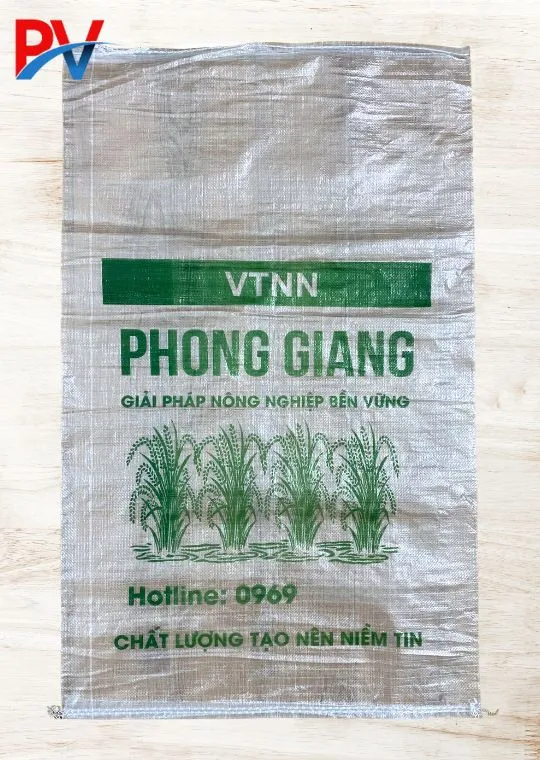 PV
VTNN
PHONG GIANG
GIẢI PHÁP NÔNG NGHIỆP BỀN VỮNG
Hotline: 0969
CHẤT LƯỢNG TẠO NÊN NIỀM TIN